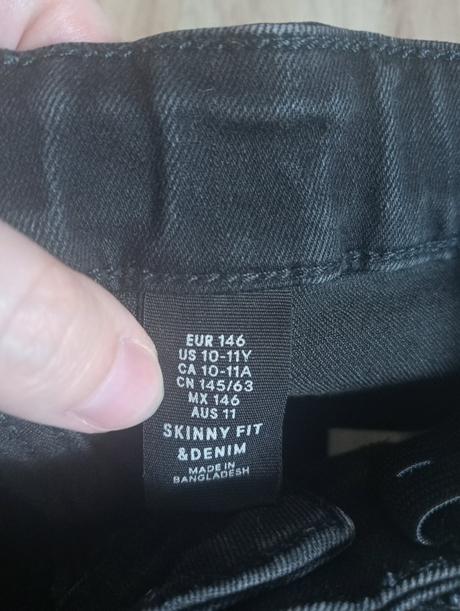 EUR 146
US 10-11Y
CA 10-11A
CN 145/63
MX 146
AUS 11
SKINNY FIT
&DENIM
MADE IN
BANGLADESH